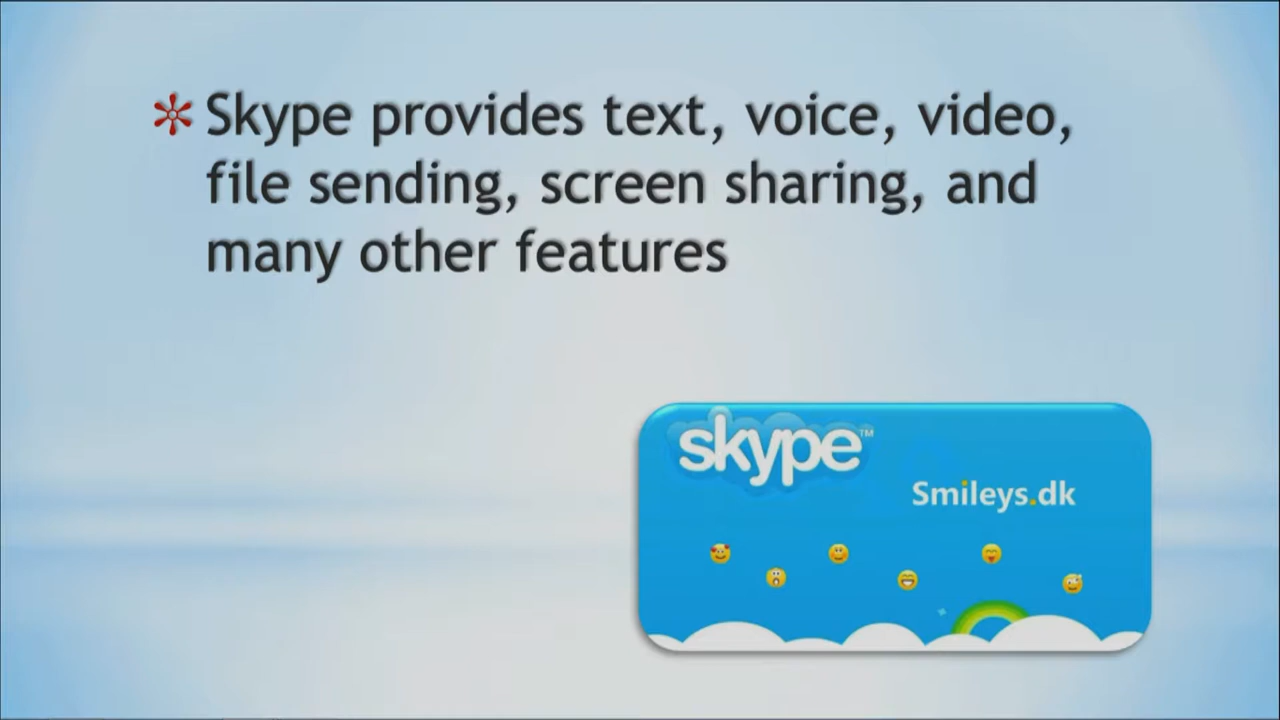 Skype provides text, voice, video,
file sending, screen sharing, and
many other features
skype™
Smileys.dk